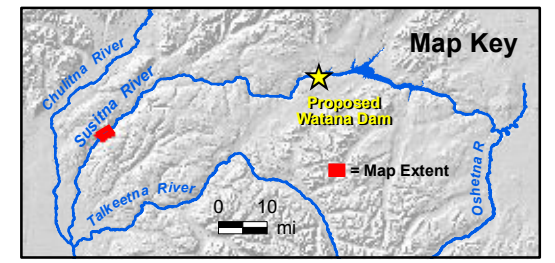 Map Key
Chulitna River
Susitna River
Proposed
Watana Dam
= Map Extent
Talkeetna River
Oshetna R
0 10
mi